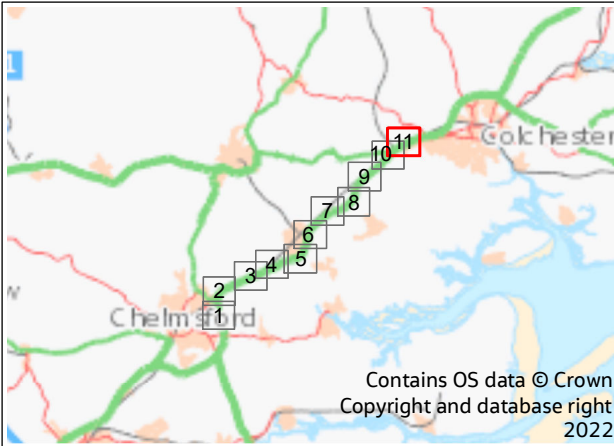 1
11
10
Colchester
9
8
7
6
5
4
3
2
1
Chelmsford
w
Contains OS data © Crown
Copyright and database right
2022